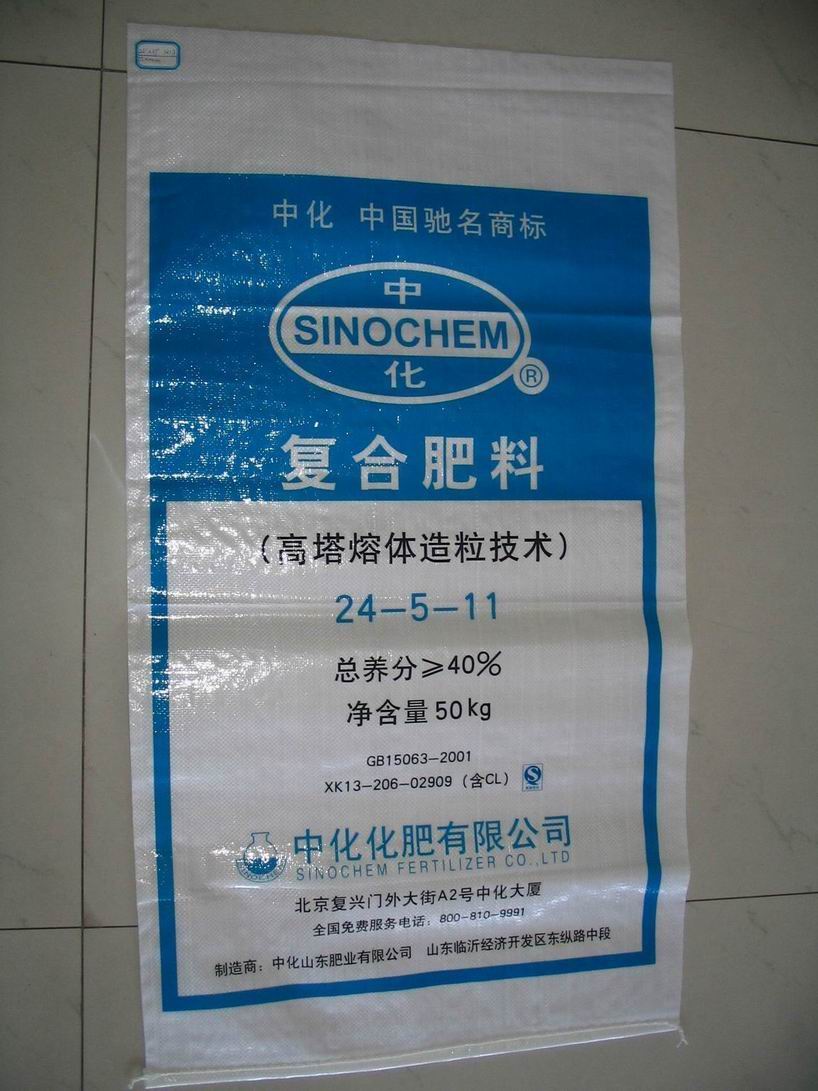 中化 中国驰名商标
中
SINOCHEM
化
®
复合肥料
（高塔熔体造粒技术）
24-5-11
总养分≥40%
净含量50kg
GB15063-2001
XK13-206-02909（含CL）
中化化肥有限公司
SINOCHEM FERTILIZER CO.,LTD
北京复兴门外大街A2号中化大厦
全国免费服务电话：800-810-9991
制造商：中化山东肥业有限公司 山东临沂经济开发区东纵路中段